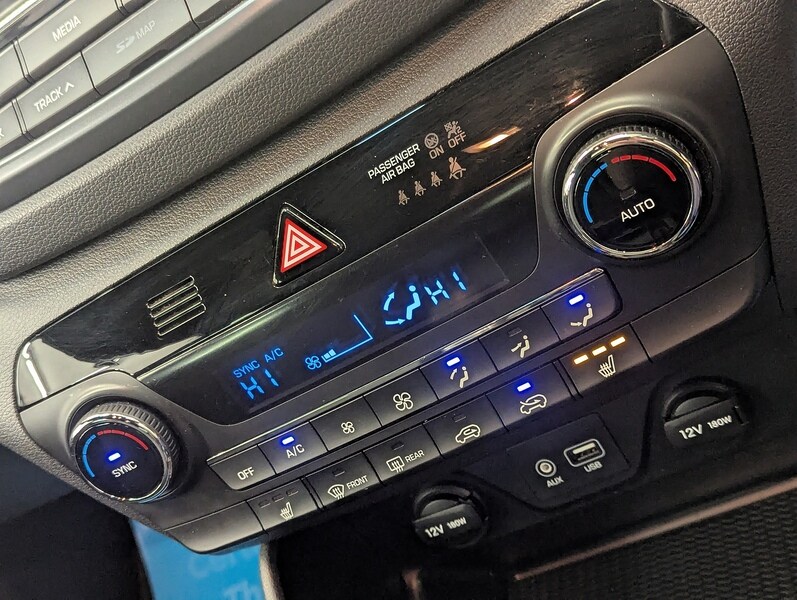 MEDIA
SD MAP
TRACK ∧
K
PASSENGER
AIR BAG
ON
OFF
2
AUTO
SYNC A/C
HI
HI
SYNC
OFF
A/C
FRONT
REAR
AUX
USB
12V 180W
12V 180W